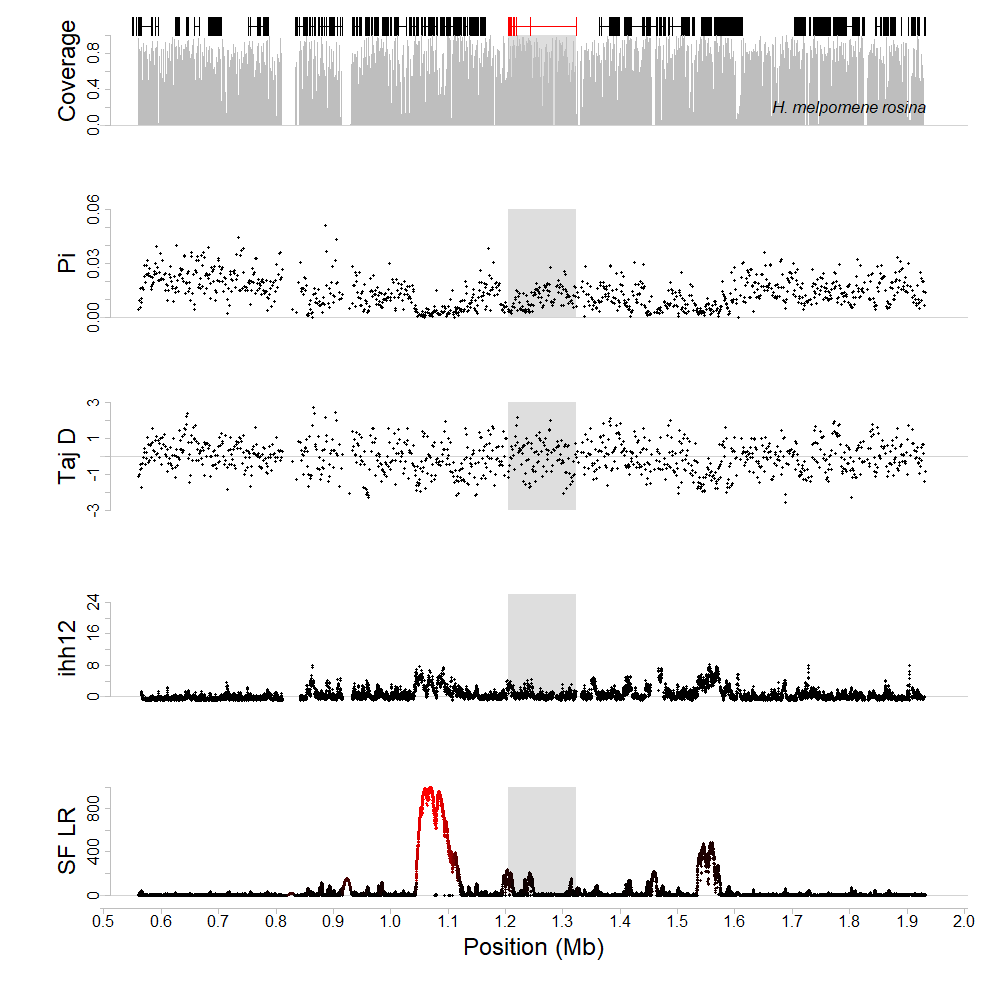 Coverage
0.8
0.4
0.0
H. melpomene rosina
Pi
0.06
0.03
0.00
Taj D
3
1
-1
-3
ihh12
24
16
8
0
SF LR
800
400
0
0.5 0.6 0.7 0.8 0.9 1.0 1.1 1.2 1.3 1.4 1.5 1.6 1.7 1.8 1.9 2.0
Position (Mb)